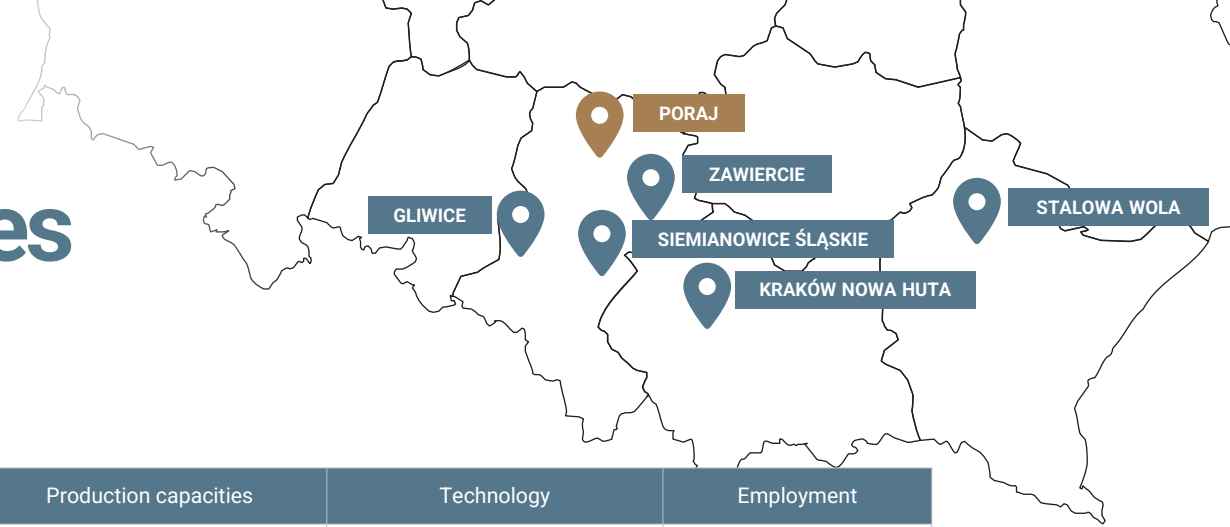 PORAJ
ZAWIERCIE
GLIWICE
STALOWA WOLA
es
SIEMIANOWICE ŚLĄSKIE
KRAKÓW NOWA HUTA
Production capacities
Technology
Employment